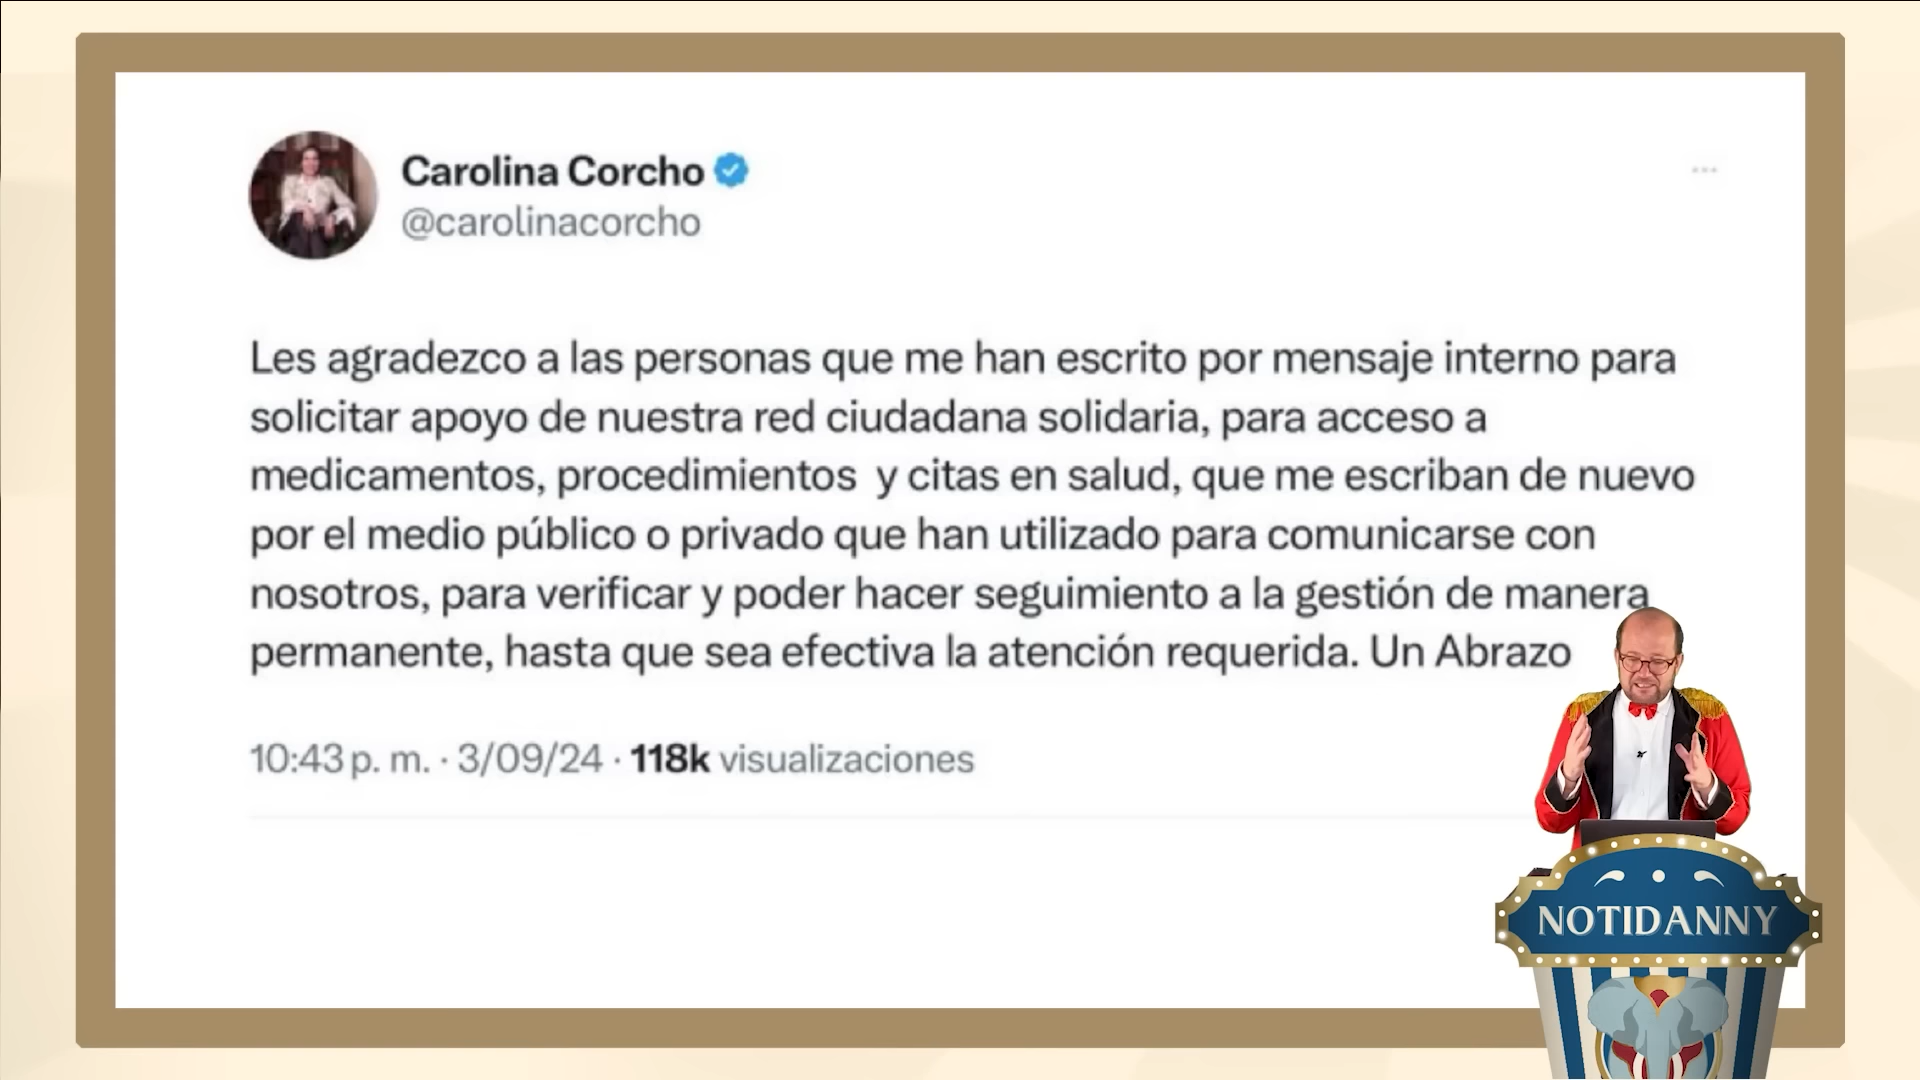 Carolina Corcho
@carolinacorcho
Les agradezco a las personas que me han escrito por mensaje interno para
solicitar apoyo de nuestra red ciudadana solidaria, para acceso a
medicamentos, procedimientos  y citas en salud, que me escriban de nuevo
por el medio público o privado que han utilizado para comunicarse con
nosotros, para verificar y poder hacer seguimiento a la gestión de manera
permanente, hasta que sea efectiva la atención requerida. Un Abrazo
10:43 p. m. · 3/09/24 · 118k visualizaciones
NOTIDANNY